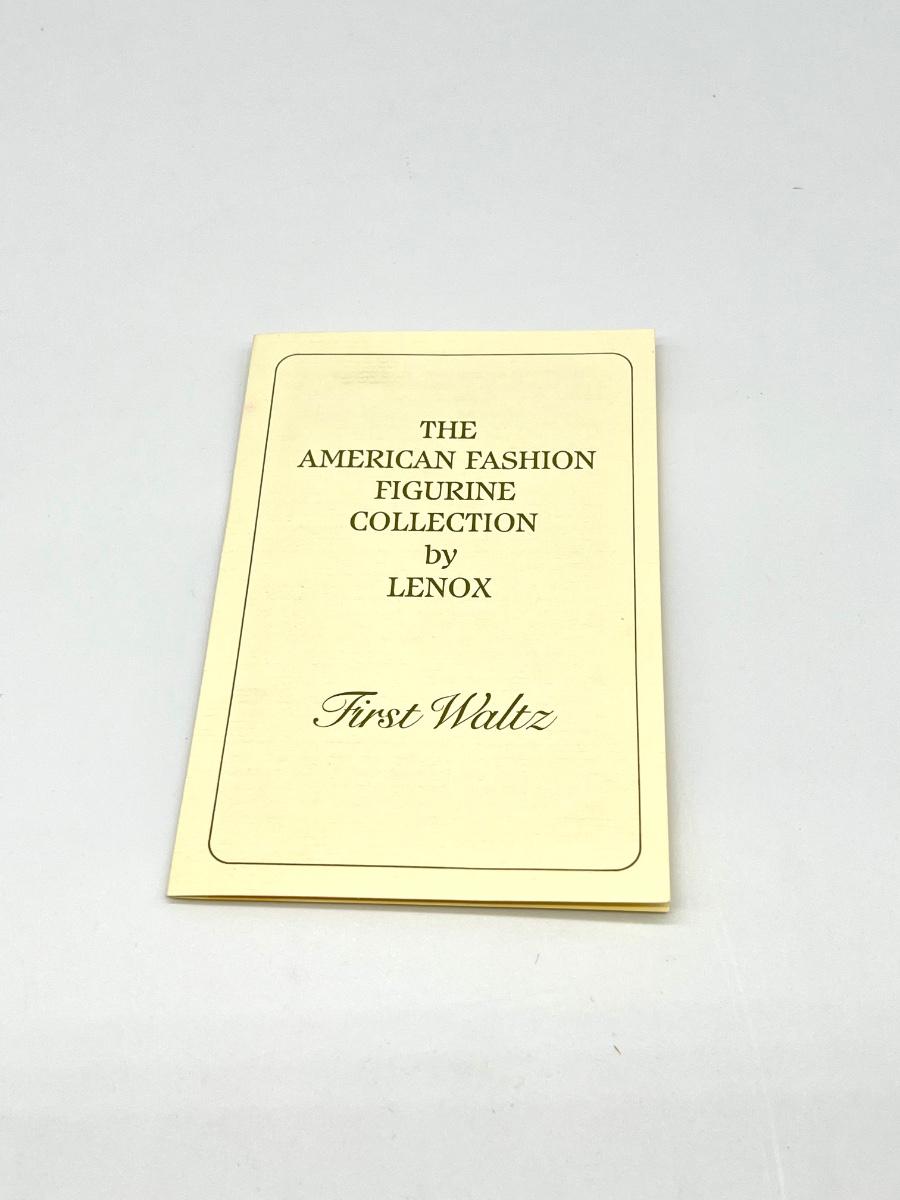 THE
AMERICAN FASHION
FIGURINE
COLLECTION
by
LENOX
First Waltz